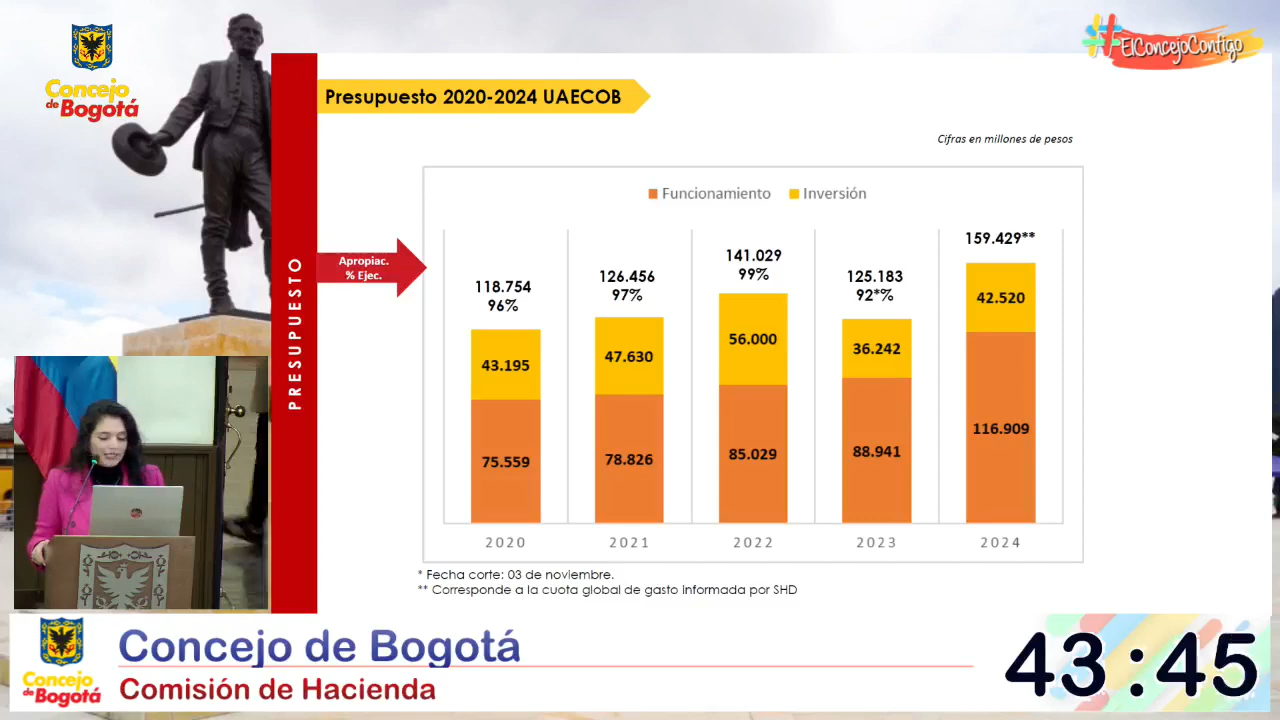 Concejo
de Bogotá
#ElConcejoContigo
Presupuesto 2020-2024 UAECOB
Cifras en millones de pesos
PRESUPUESTO
Apropiac.
% Ejec.
Funcionamiento Inversión
118.754
96%
126.456
97%
141.029
99%
125.183
92*%
159.429**
43.195
47.630
56.000
36.242
42.520
75.559
78.826
85.029
88.941
116.909
2020 2021 2022 2023 2024
* Fecha corte: 03 de noviembre.
** Corresponde a la cuota global de gasto informada por SHD
Concejo
de Bogotá
Concejo de Bogotá
Comisión de Hacienda
43:45